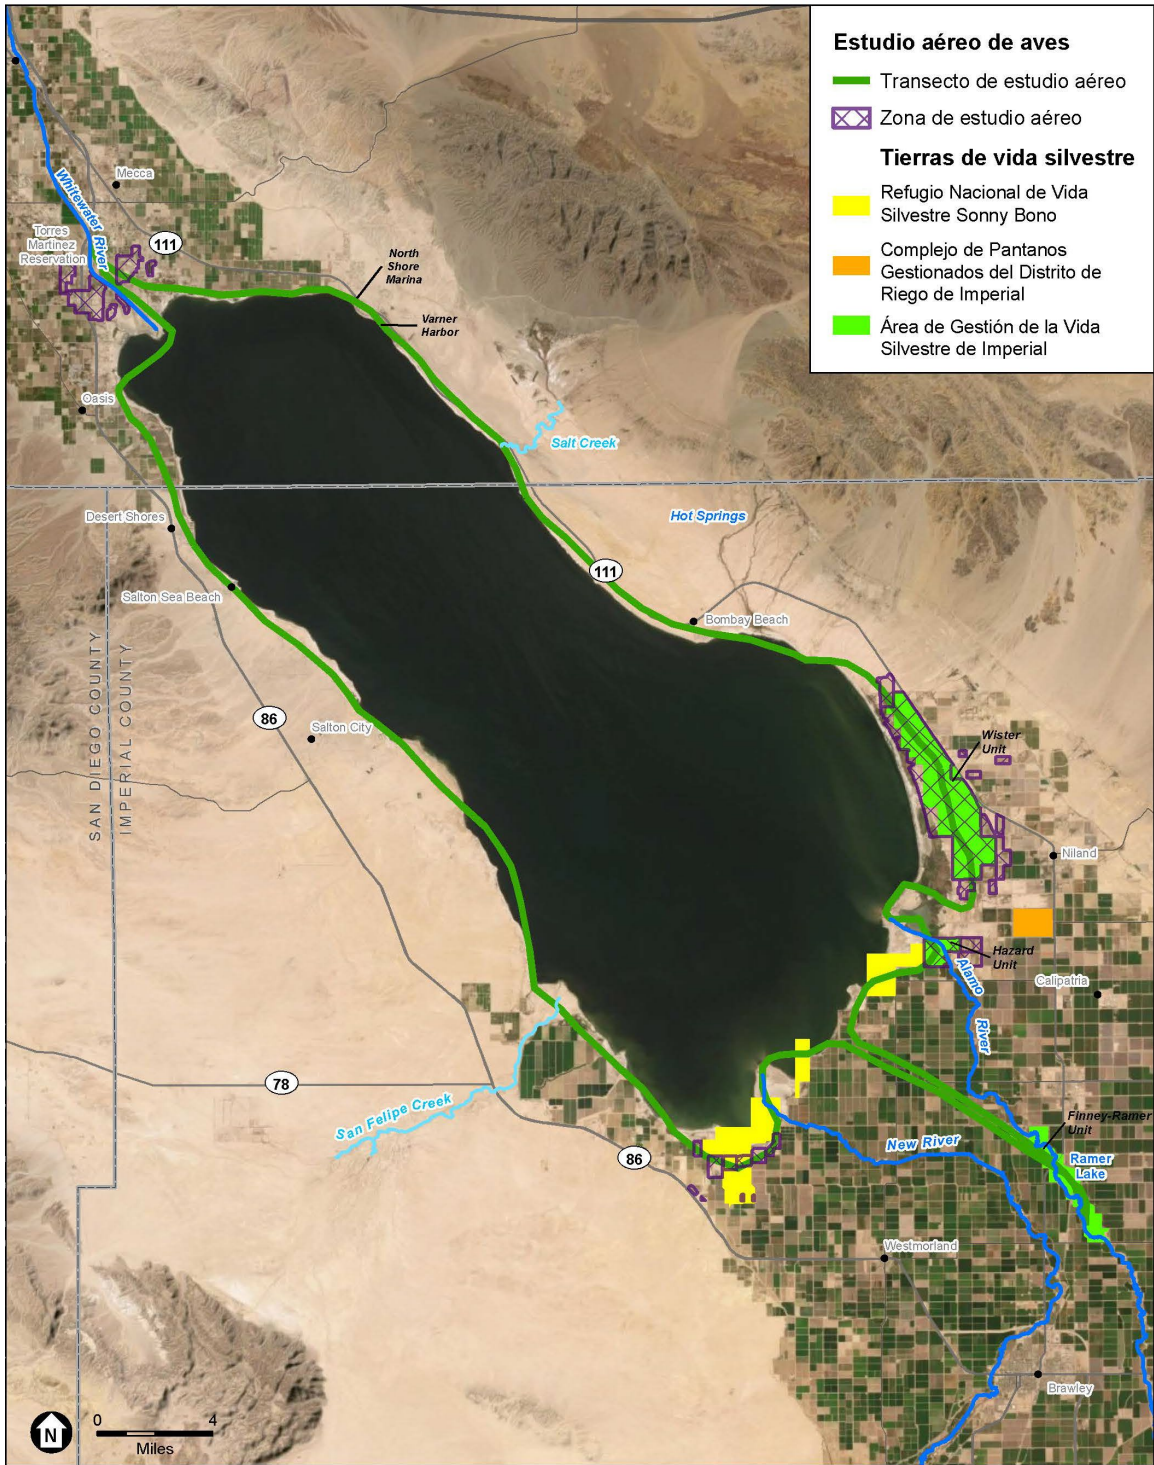 Estudio aéreo de aves
Transecto de estudio aéreo
Zona de estudio aéreo
Tierras de vida silvestre
Refugio Nacional de Vida
Silvestre Sonny Bono
Complejo de Pantanos
Gestionados del Distrito de
Riego de Imperial
Área de Gestión de la Vida
Silvestre de Imperial
Mecca
Whitewater River
Torres
Martinez
Reservation
111
North
Shore
Marina
Varner
Harbor
Oasis
Salt Creek
Desert Shores
Hot Springs
111
Salton Sea Beach
Bombay Beach
SAN DIEGO COUNTY
IMPERIAL COUNTY
86
Salton City
Wister
Unit
Niland
Hazard
Unit
Alamo
River
Calipatria
78
San Felipe Creek
Finney-Ramer
Unit
New River
86
Ramer
Lake
Westmorland
Brawley
N
0 4
Miles